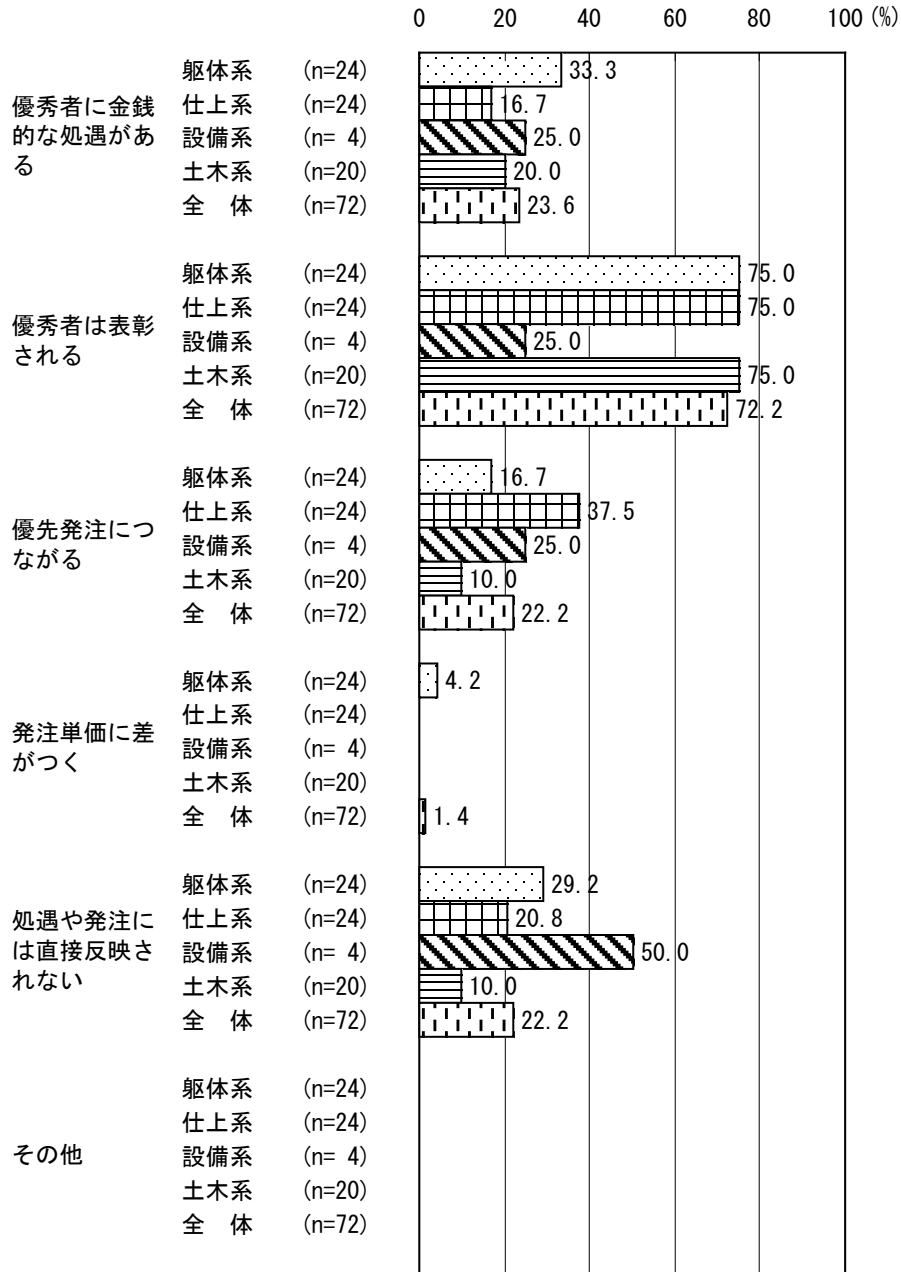 0 20 40 60 80 100 (%)
優秀者に金銭
的な処遇があ
る
躯体系 (n=24) 33.3
仕上系 (n=24) 16.7
設備系 (n= 4) 25.0
土木系 (n=20) 20.0
全 体 (n=72) 23.6
優秀者は表彰
される
躯体系 (n=24) 75.0
仕上系 (n=24) 75.0
設備系 (n= 4) 25.0
土木系 (n=20) 75.0
全 体 (n=72) 72.2
優先発注につ
ながる
躯体系 (n=24) 16.7
仕上系 (n=24) 37.5
設備系 (n= 4) 25.0
土木系 (n=20) 10.0
全 体 (n=72) 22.2
発注単価に差
がつく
躯体系 (n=24) 4.2
仕上系 (n=24)
設備系 (n= 4)
土木系 (n=20)
全 体 (n=72) 1.4
処遇や発注に
は直接反映さ
れない
躯体系 (n=24) 29.2
仕上系 (n=24) 20.8
設備系 (n= 4) 50.0
土木系 (n=20) 10.0
全 体 (n=72) 22.2
その他
躯体系 (n=24)
仕上系 (n=24)
設備系 (n= 4)
土木系 (n=20)
全 体 (n=72)